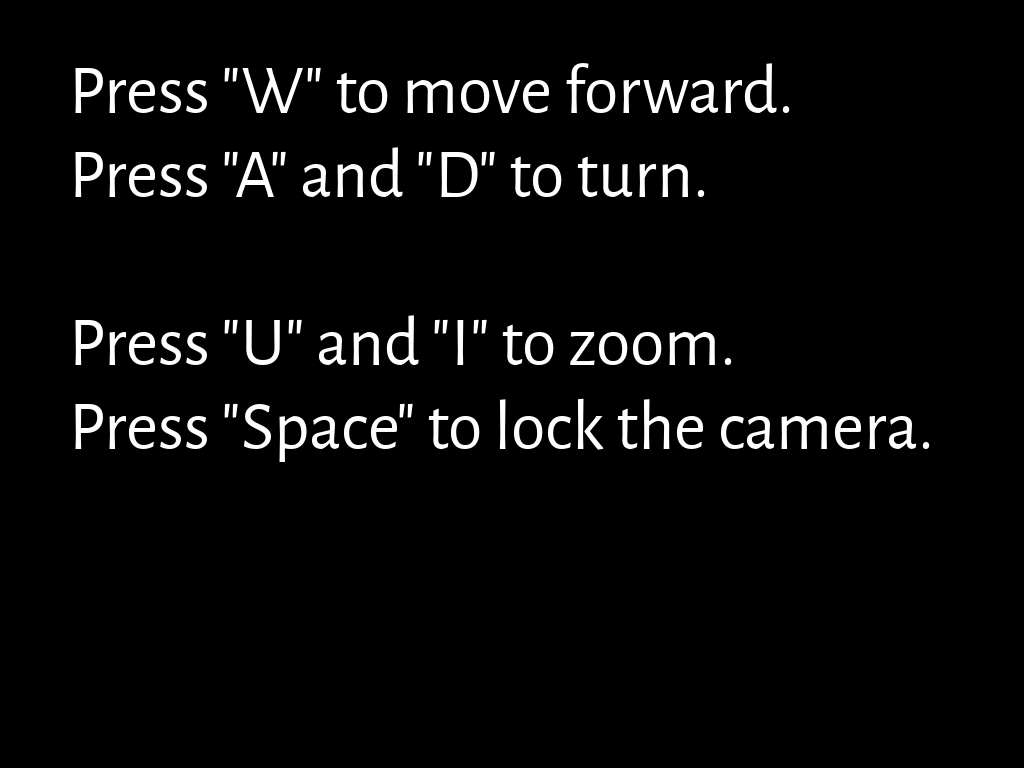 Press "W" to move forward.
Press "A" and "D" to turn.
Press "U" and "I" to zoom.
Press "Space" to lock the camera.